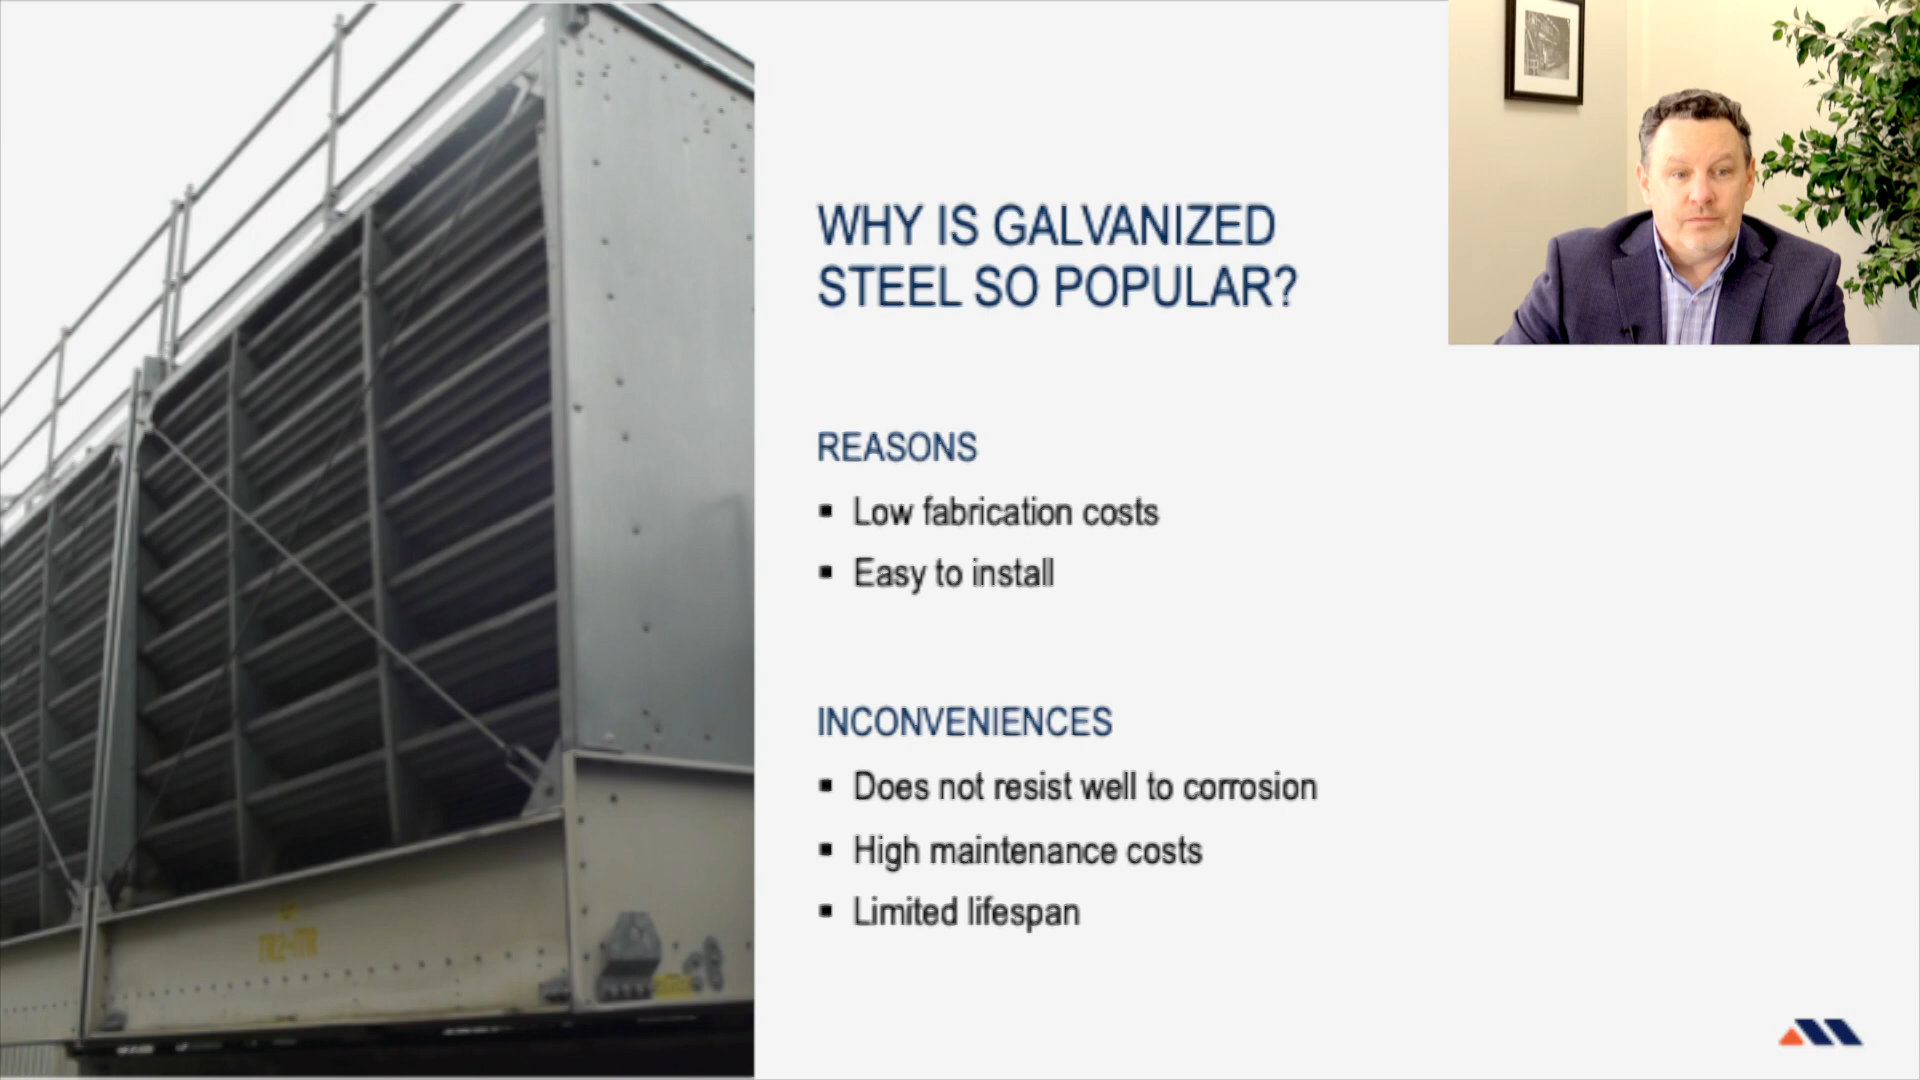 WHY IS GALVANIZED
STEEL SO POPULAR?
REASONS
▪ Low fabrication costs
▪ Easy to install
INCONVENIENCES
▪ Does not resist well to corrosion
▪ High maintenance costs
▪ Limited lifespan